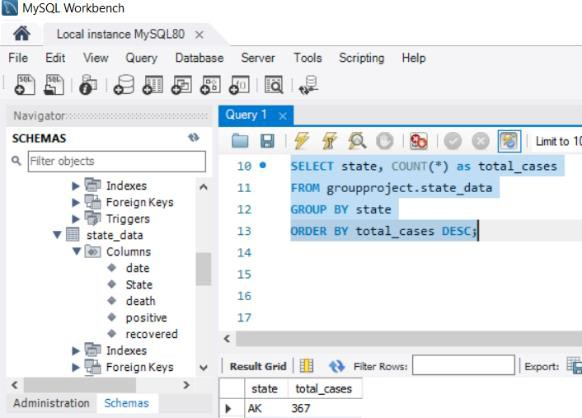 MySQL Workbench
Local instance MySQL80 ×
File Edit View Query Database Server Tools Scripting Help
Navigator
Query 1 ×
SCHEMAS
Filter objects
Limit to 10
Indexes
Foreign Keys
Triggers
state_data
Columns
date
State
death
positive
recovered
Indexes
Foreign Keys
Administration Schemas
10 SELECT state, COUNT(*) as total_cases
11 FROM groupproject.state_data
12 GROUP BY state
13 ORDER BY total_cases DESC;
14
15
16
17
Result Grid Filter Rows: Export:
state total_cases
AK 367